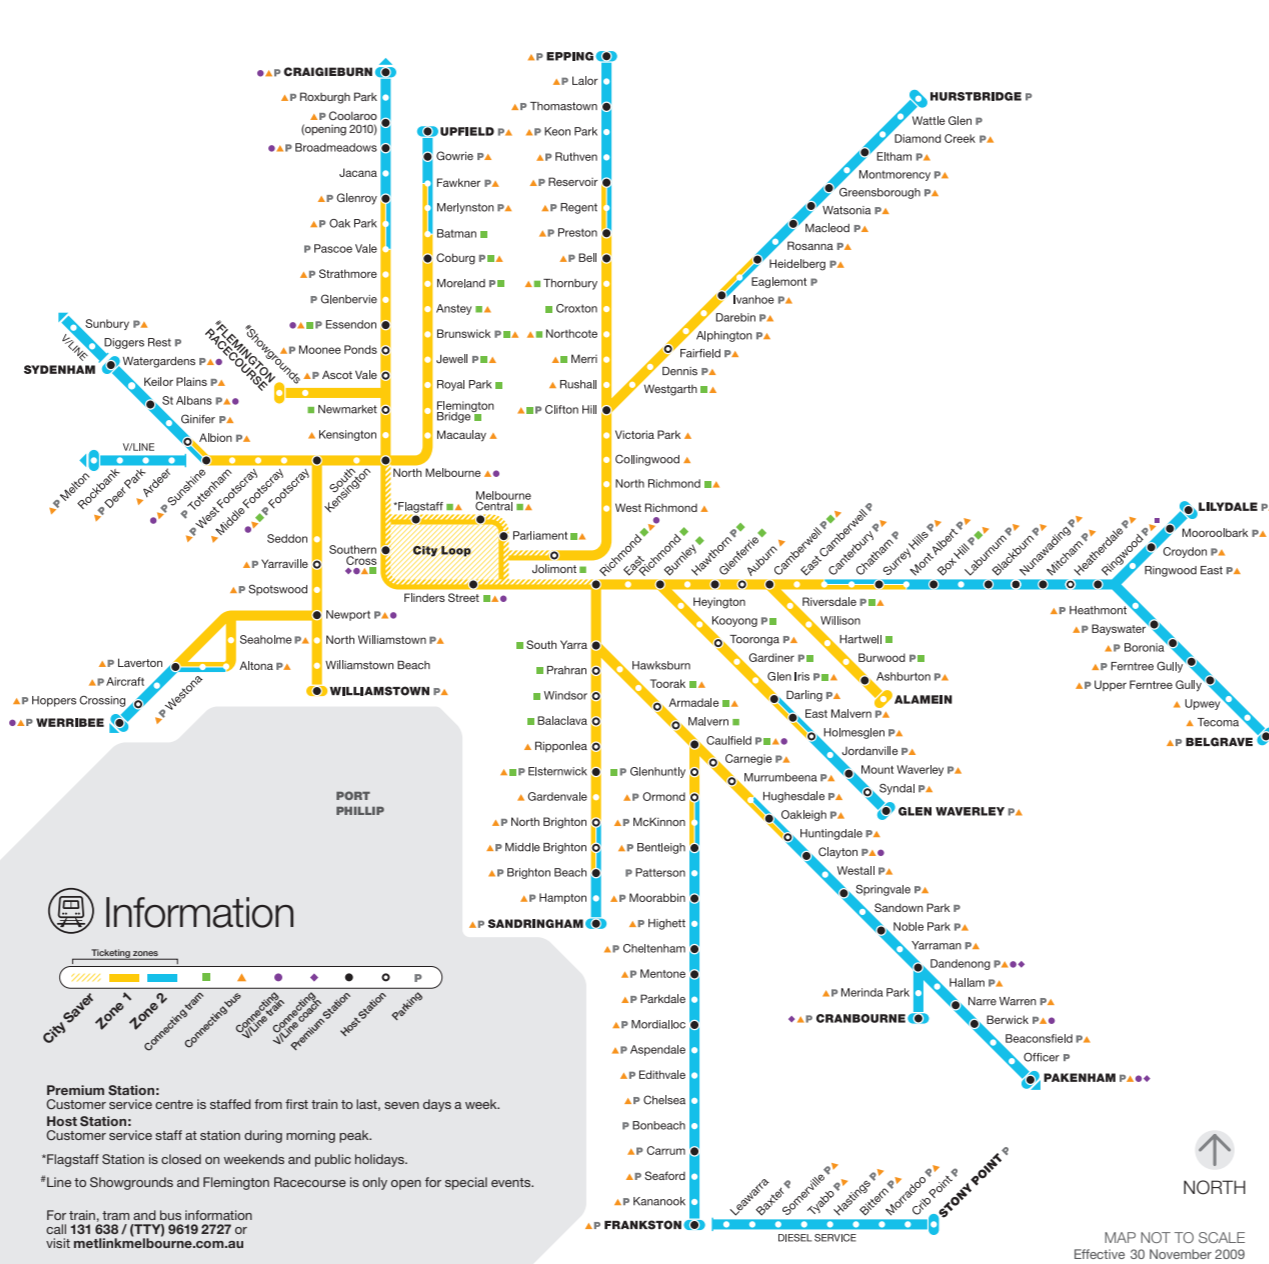 P CRAIGIEBURN
P Roxburgh Park
P Coolaroo
(opening 2010)
P Broadmeadows
Jacana
P Glenroy
P Oak Park
P Pascoe Vale
P Strathmore
P Glenbervie
P Essendon
P Moonee Ponds
P Ascot Vale
Newmarket
Kensington
#Showgrounds
#FLEMINGTON
RACECOURSE
UPFIELD P
Gowrie P
Fawkner P
Merlynston P
Batman
Coburg P
Moreland P
Anstey
Brunswick P
Jewell P
Royal Park
Flemington
Bridge
Macaulay
North Melbourne
P EPPING
P Lalor
P Thomastown
P Keon Park
P Ruthven
P Reservoir
P Regent
P Preston
P Bell
Thornbury
Croxton
Northcote
Merri
Rushall
P Clifton Hill
Victoria Park
Collingwood
North Richmond
West Richmond
HURSTBRIDGE P
Wattle Glen P
Diamond Creek P
Eltham P
Montmorency P
Greensborough P
Watsonia P
Macleod P
Rosanna P
Heidelberg P
Eaglemont P
Ivanhoe P
Darebin P
Alphington P
Fairfield P
Dennis P
Westgarth
Sunbury P
V/LINE
Diggers Rest P
Watergardens P
SYDENHAM
Keilor Plains P
St Albans P
Ginifer P
Albion P
V/LINE
P Melton
Rockbank
P Deer Park
Ardeer
P Sunshine
P Tottenham
P West Footscray
Middle Footscray
P Footscray
South
Kensington
*Flagstaff
Melbourne
Central
Parliament
City Loop
Southern
Cross
Jolimont
Flinders Street
Seddon
P Yarraville
P Spotswood
Newport P
Seaholme P
North Williamstown P
P Laverton
Altona P
Williamstown Beach
P Aircraft
P Westona
WILLIAMSTOWN P
P Hoppers Crossing
P WERRIBEE
Richmond
East
Richmond
Burnley
Hawthorn P
Glenferrie
Auburn
Camberwell P
East Camberwell P
Canterbury P
Chatham P
Surrey Hills P
Mont Albert P
Box Hill P
Laburnum P
Blackburn P
Nunawading P
Mitcham P
Heatherdale P
Ringwood P
LILYDALE P
Mooroolbark P
Croydon P
Ringwood East P
P Heathmont
P Bayswater
P Boronia
P Ferntree Gully
P Upper Ferntree Gully
Upwey
Tecoma
P BELGRAVE
Heyington
Kooyong P
Tooronga P
Gardiner P
Glen Iris P
Darling P
East Malvern P
Holmesglen P
Jordanville P
Mount Waverley P
Syndal P
GLEN WAVERLEY P
Riversdale P
Willison
Hartwell
Burwood P
Ashburton P
ALAMEIN
South Yarra
Prahran
Windsor
Balaclava
Ripponlea
P Elsternwick
Gardenvale
P North Brighton
P Middle Brighton
P Brighton Beach
P Hampton
P SANDRINGHAM
Hawksburn
Toorak
Armadale
Malvern
Caulfield P
Carnegie P
Murrumbeena P
Hughesdale P
Oakleigh P
Huntingdale P
Clayton P
Westall P
Springvale P
Sandown Park P
Noble Park P
Yarraman P
Dandenong P
Hallam P
Narre Warren P
Berwick P
Beaconsfield P
Officer P
PAKENHAM P
P Merinda Park
P CRANBOURNE
P Glenhuntly
P Ormond
P McKinnon
P Bentleigh
P Patterson
P Moorabbin
P Highett
P Cheltenham
P Mentone
P Parkdale
P Mordialloc
P Aspendale
P Edithvale
P Chelsea
P Bonbeach
P Carrum
P Seaford
P Kananook
P FRANKSTON
Leawarra
Baxter P
Somerville P
Tyabb P
Hastings P
Bittern P
Morradoo P
Crib Point P
STONY POINT P
DIESEL SERVICE
PORT
PHILLIP
Information
Ticketing zones
City Saver
Zone 1
Zone 2
Connecting tram
Connecting bus
Connecting
V/Line train
Connecting
V/Line coach
Premium Station
Host Station
P
Parking
Premium Station:
Customer service centre is staffed from first train to last, seven days a week.
Host Station:
Customer service staff at station during morning peak.
*Flagstaff Station is closed on weekends and public holidays.
#Line to Showgrounds and Flemington Racecourse is only open for special events.
For train, tram and bus information
call 131 638 / (TTY) 9619 2727 or
visit metlinkmelbourne.com.au
NORTH
MAP NOT TO SCALE
Effective 30 November 2009